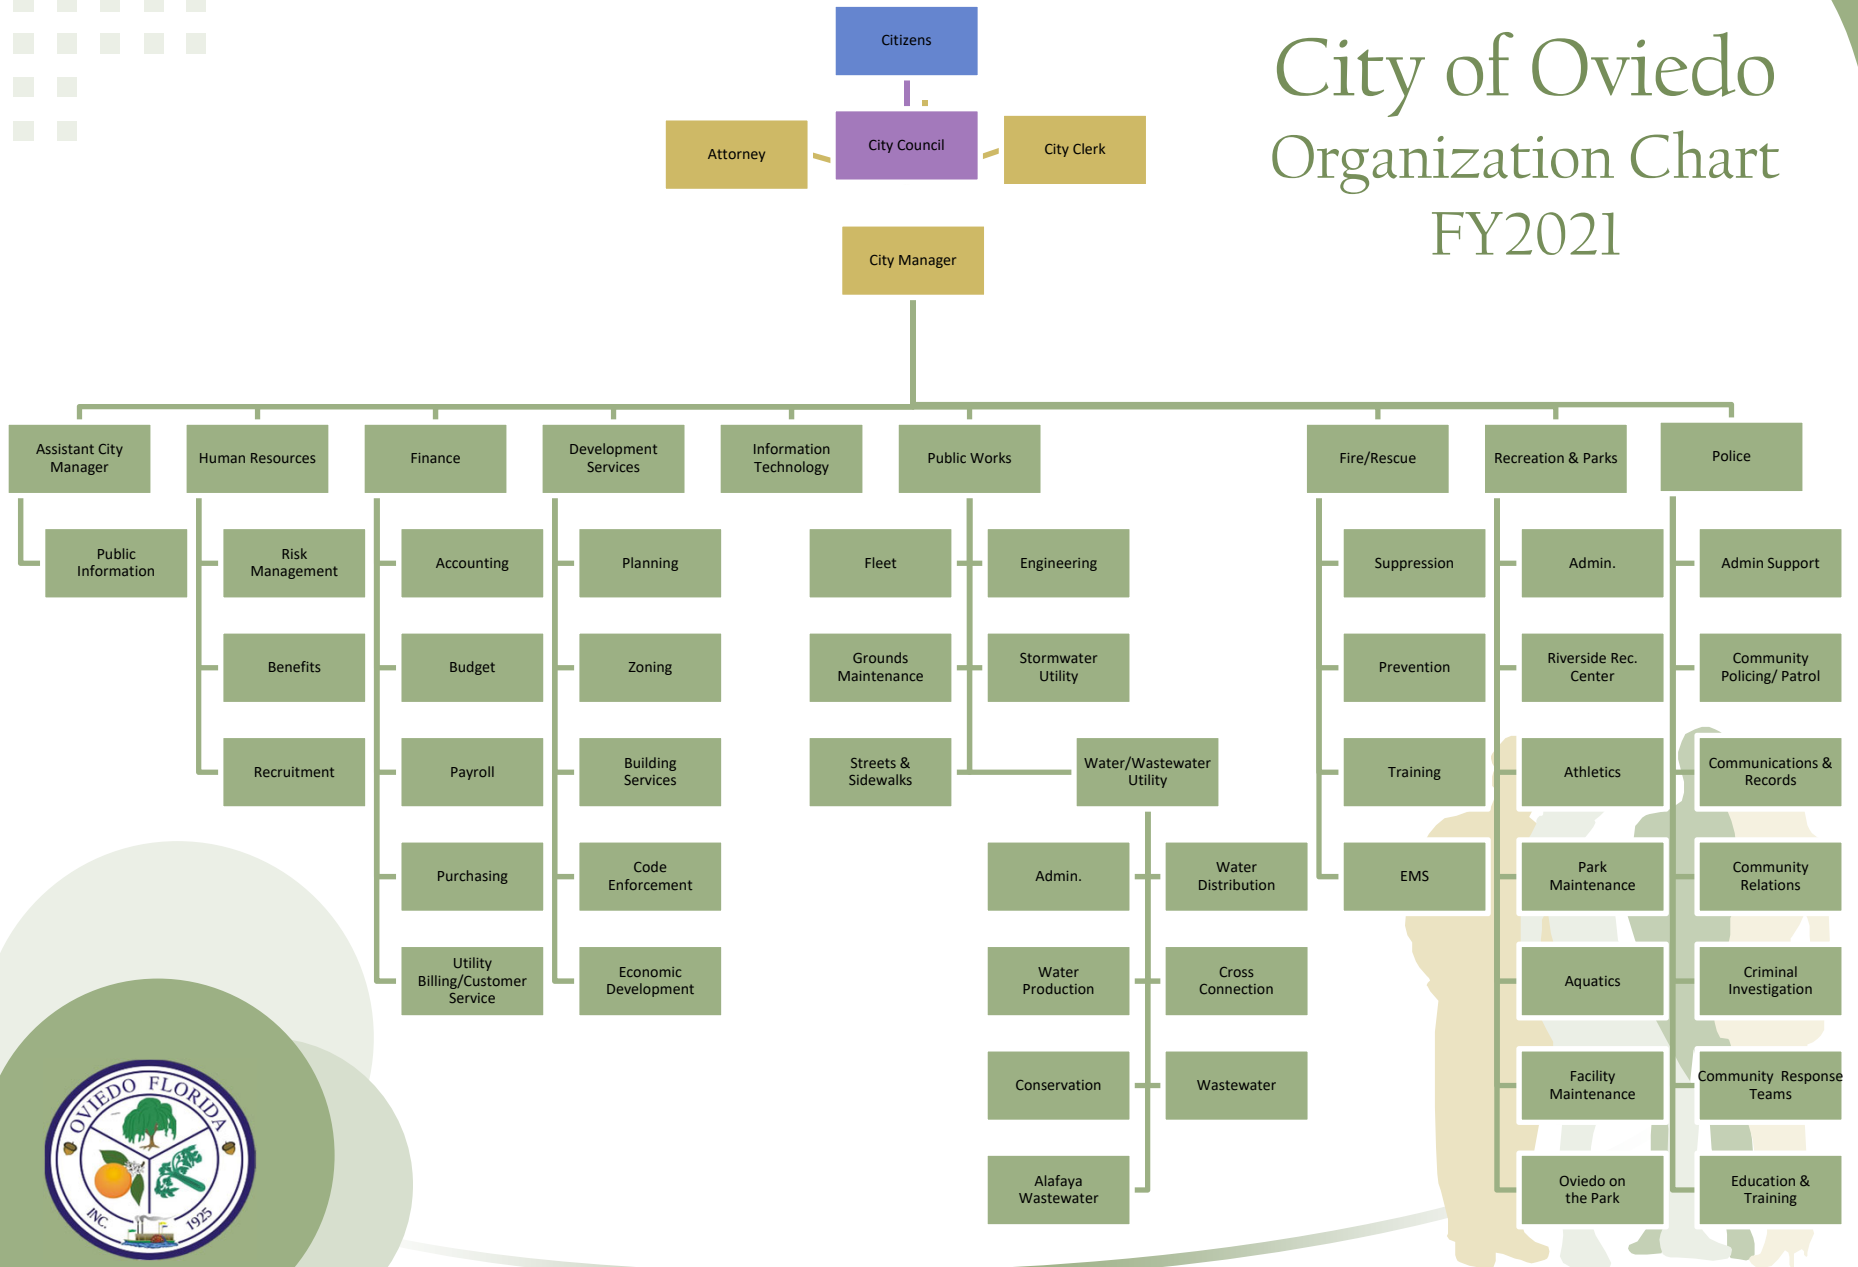 Citizens
City of Oviedo
Organization Chart
FY2021
Attorney
City Council
City Clerk
City Manager
Assistant City
Manager
Human Resources
Finance
Development
Services
Information
Technology
Public Works
Fire/Rescue
Recreation & Parks
Police
Public
Information
Risk
Management
Accounting
Planning
Fleet
Engineering
Suppression
Admin.
Admin Support
Benefits
Budget
Zoning
Grounds
Maintenance
Stormwater
Utility
Prevention
Riverside Rec.
Center
Community
Policing/ Patrol
Recruitment
Payroll
Building
Services
Streets &
Sidewalks
Water/Wastewater
Utility
Training
Athletics
Communications &
Records
Purchasing
Code
Enforcement
Admin.
Water
Distribution
EMS
Park
Maintenance
Community
Relations
Utility
Billing/Customer
Service
Economic
Development
Water
Production
Cross
Connection
Aquatics
Criminal
Investigation
Conservation
Wastewater
Facility
Maintenance
Community Response
Teams
Alafaya
Wastewater
Oviedo on
the Park
Education &
Training
OVIEDO FLORIDA
INC. 1925